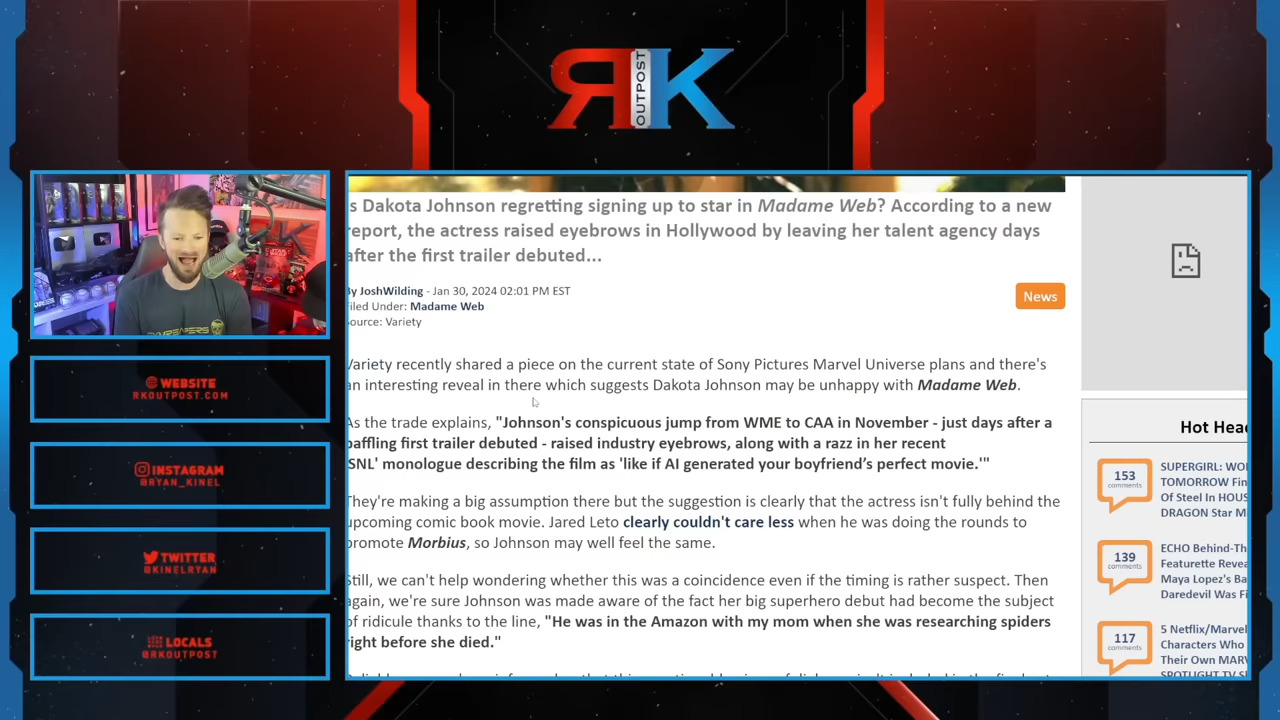 RK
OUTPOST
s Dakota Johnson regretting signing up to star in Madame Web? According to a new
report, the actress raised eyebrows in Hollywood by leaving her talent agency days
after the first trailer debuted...
By JoshWilding - Jan 30, 2024 02:01 PM EST
Filed Under: Madame Web
Source: Variety
News
Variety recently shared a piece on the current state of Sony Pictures Marvel Universe plans and there's
an interesting reveal in there which suggests Dakota Johnson may be unhappy with Madame Web.
As the trade explains, "Johnson's conspicuous jump from WME to CAA in November - just days after a
baffling first trailer debuted - raised industry eyebrows, along with a razz in her recent
'SNL' monologue describing the film as 'like if AI generated your boyfriend's perfect movie.'"
They're making a big assumption there but the suggestion is clearly that the actress isn't fully behind the
upcoming comic book movie. Jared Leto clearly couldn't care less when he was doing the rounds to
promote Morbius, so Johnson may well feel the same.
Still, we can't help wondering whether this was a coincidence even if the timing is rather suspect. Then
again, we're sure Johnson was made aware of the fact her big superhero debut had become the subject
of ridicule thanks to the line, "He was in the Amazon with my mom when she was researching spiders
right before she died."
Hot Hea
153
comments
SUPERGIRL: WO
TOMORROW Fin
Of Steel In HOUS
DRAGON Star M
139
comments
ECHO Behind-Th
Featurette Revea
Maya Lopez's Ba
Daredevil Was Fi
117
comments
5 Netflix/Marvel
Characters Who
Their Own MARV
SPOTLIGHT TV S
WEBSITE
RKOUTPOST.COM
INSTAGRAM
@RYAN_KINEL
TWITTER
@KINELRYAN
LOCALS
@RKOUTPOST